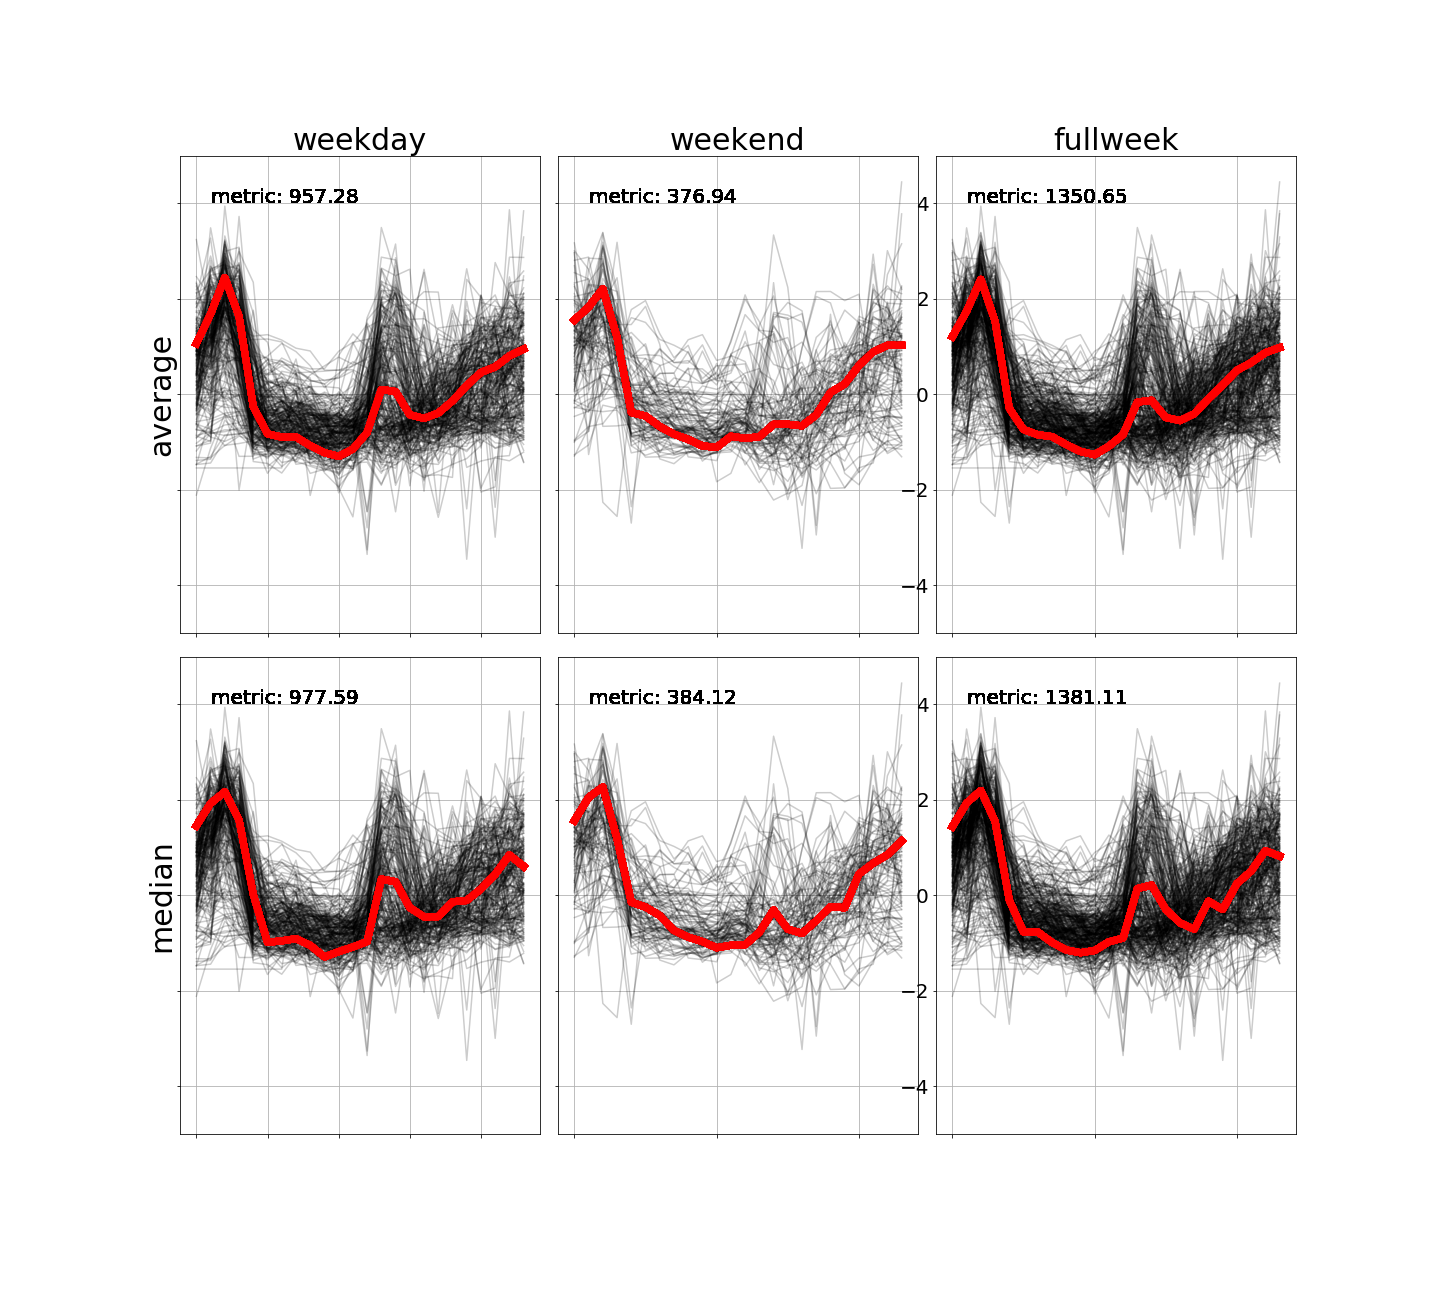 weekday weekend fullweek
metric: 957.28 metric: 376.94 metric: 1350.65
average
4
2
0
−2
−4
metric: 977.59 metric: 384.12 metric: 1381.11
median
4
2
0
−2
−4